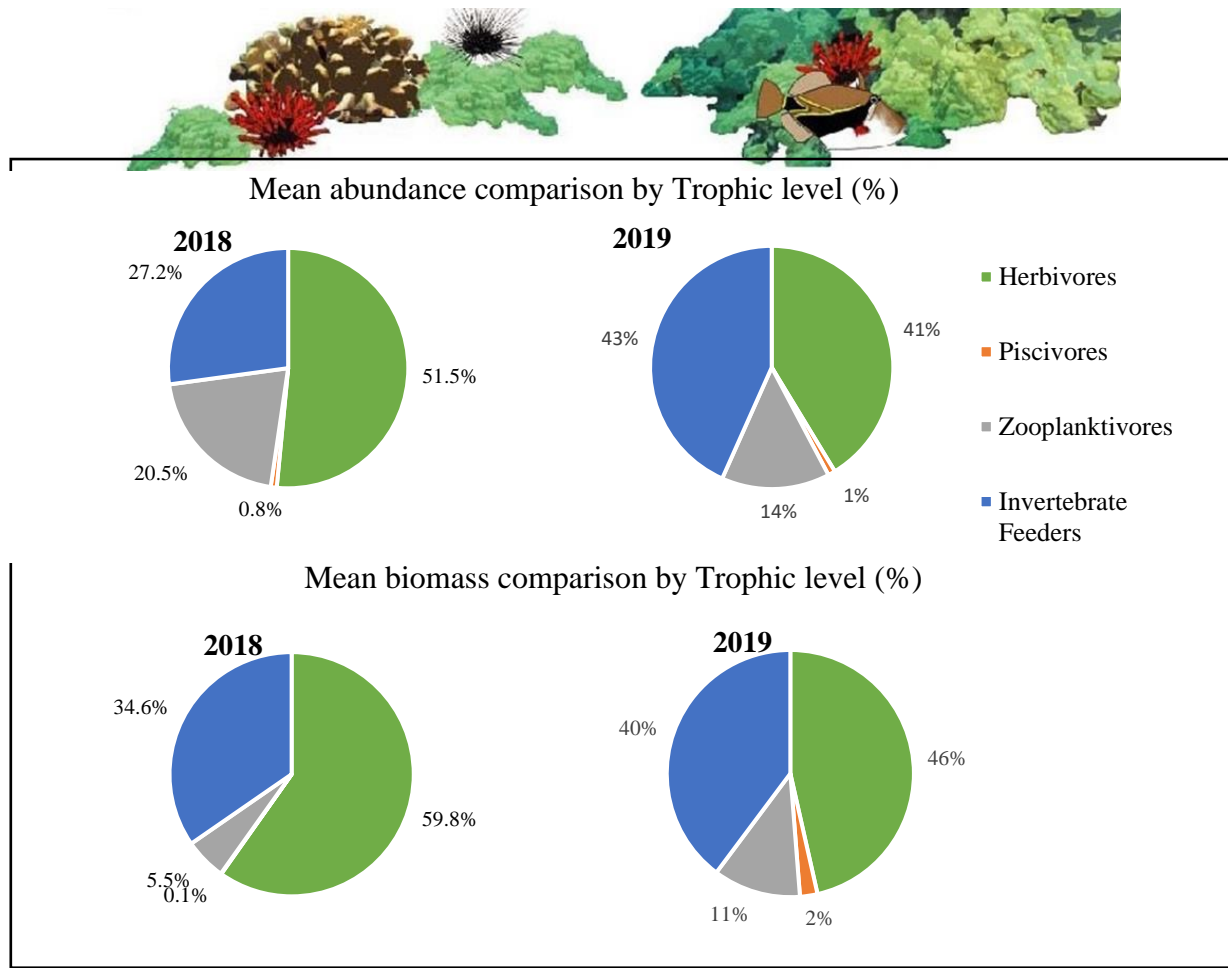 Mean abundance comparison by Trophic level (%)
2018
2019
27.2%
51.5%
20.5%
0.8%
43%
41%
14%
1%
Herbivores
Piscivores
Zooplanktivores
Invertebrate
Feeders
Mean biomass comparison by Trophic level (%)
2018
2019
34.6%
59.8%
5.5%
0.1%
40%
46%
11%
2%